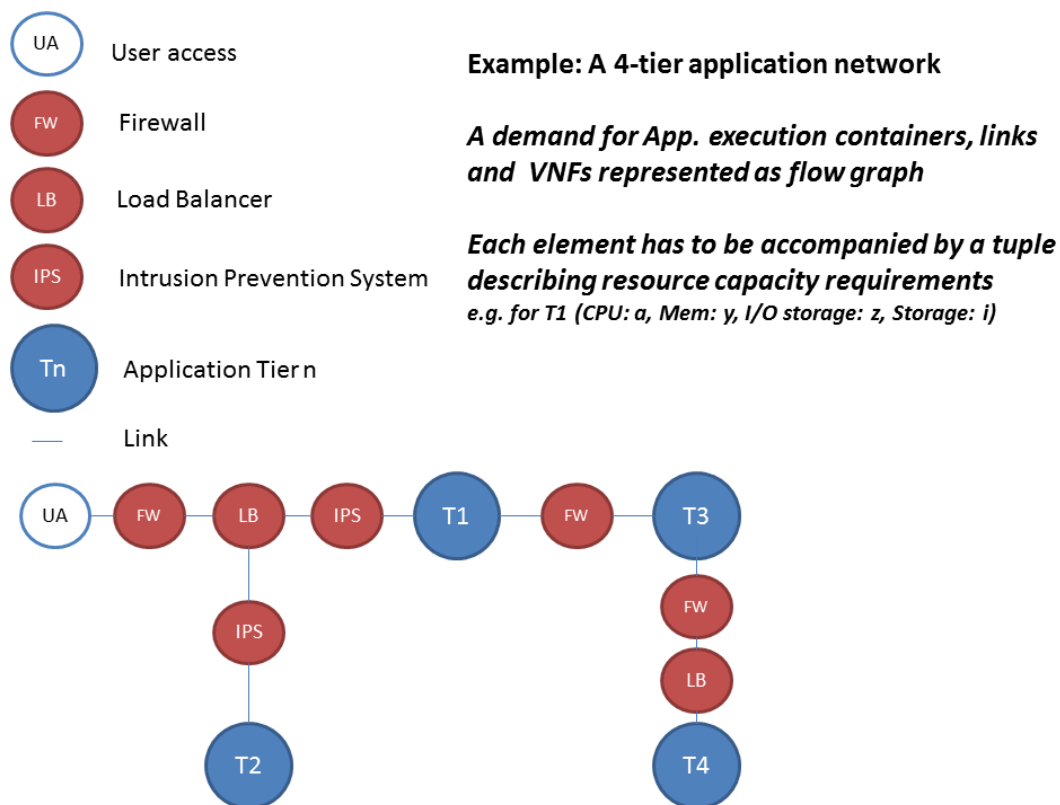 UA
User access
FW
Firewall
LB
Load Balancer
IPS
Intrusion Prevention System
Tn
Application Tier n
Link
Example: A 4-tier application network
A demand for App. execution containers, links
and VNFs represented as flow graph
Each element has to be accompanied by a tuple
describing resource capacity requirements
e.g. for T1 (CPU: a, Mem: y, I/O storage: z, Storage: i)
UA FW LB IPS T1 FW T3
IPS FW
LB
T2 T4